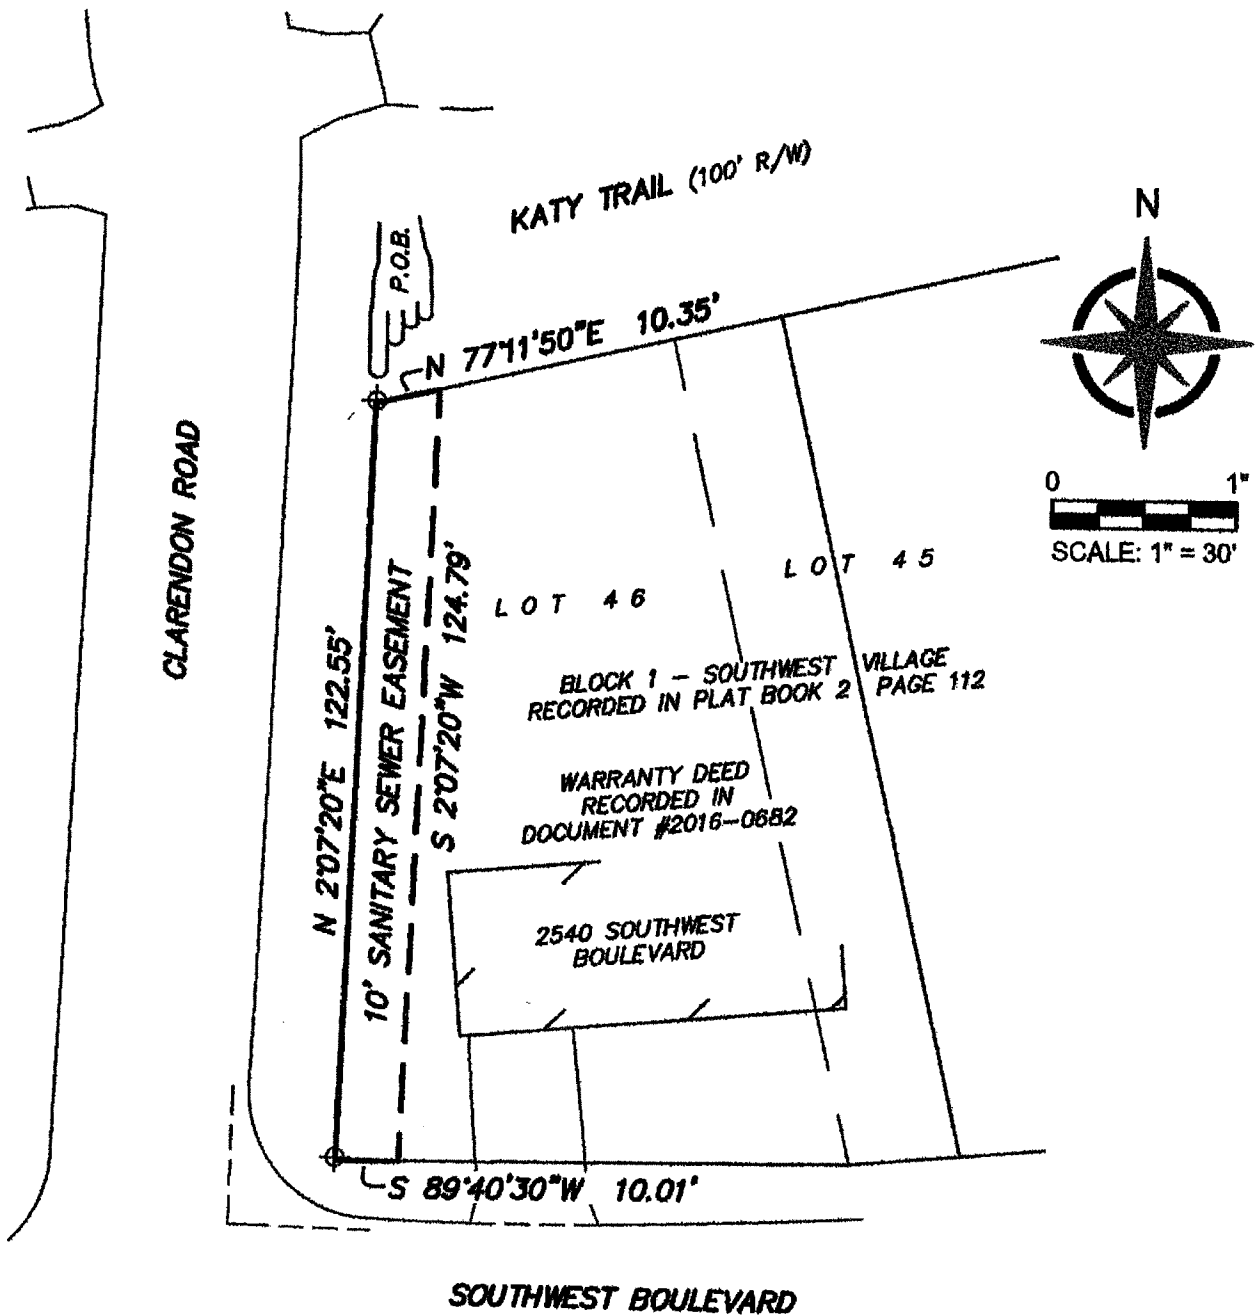 KATY TRAIL (100' R/W)
N
P.O.B.
N 77°11'50"E 10.35'
CLARENDON ROAD
0 1"
SCALE: 1" = 30'
N 2°07'20"E 122.55'
10' SANITARY SEWER EASEMENT
S 2°07'20"W 124.79'
LOT 46
LOT 45
BLOCK 1 - SOUTHWEST VILLAGE
RECORDED IN PLAT BOOK 2 PAGE 112
WARRANTY DEED
RECORDED IN
DOCUMENT #2016-0682
2540 SOUTHWEST
BOULEVARD
S 89°40'30"W 10.01'
SOUTHWEST BOULEVARD